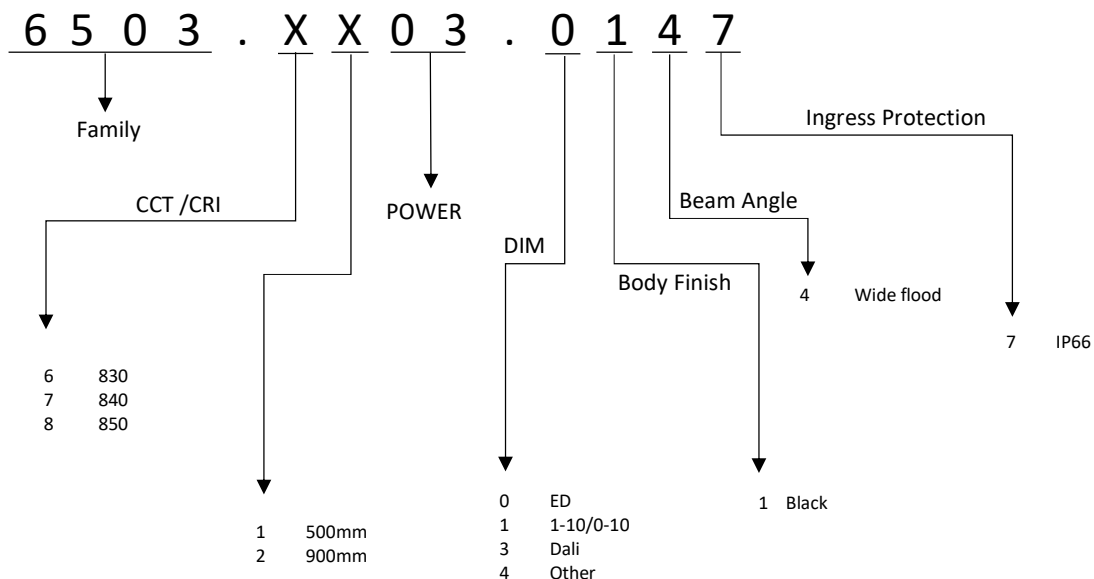 6 5 0 3 . X X 0 3 . 0 1 4 7
Family
CCT /CRI
POWER
DIM
Body Finish
Beam Angle
Ingress Protection
6 830
7 840
8 850
1 500mm
2 900mm
0 ED
1 1-10/0-10
3 Dali
4 Other
1 Black
4 Wide flood
7 IP66